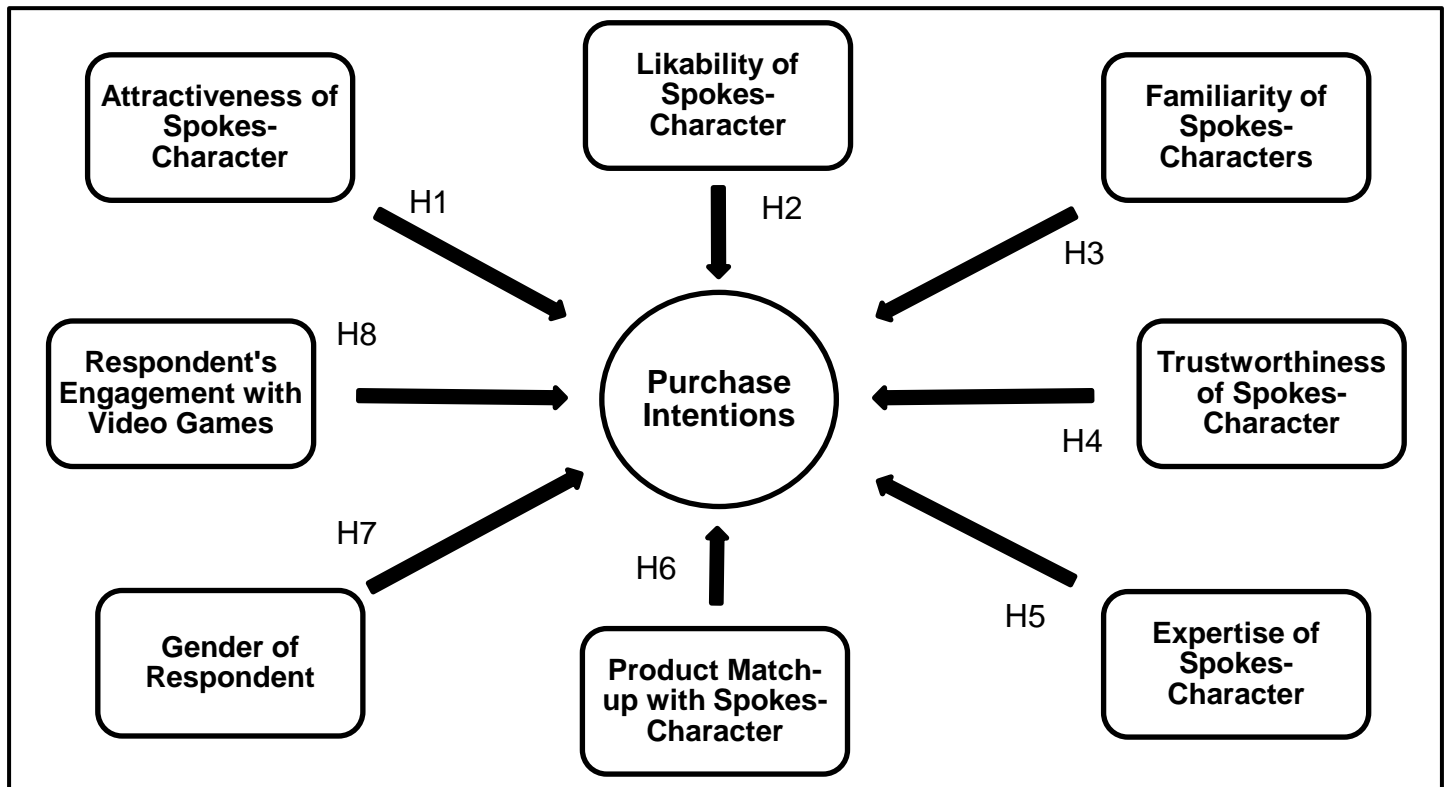 Attractiveness of
Spokes-
Character
Likability of
Spokes-
Character
Familiarity of
Spokes-
Characters
H1
H2
H3
Respondent's
Engagement with
Video Games
H8
Purchase
Intentions
Trustworthiness
of Spokes-
Character
H4
H7
H6
H5
Gender of
Respondent
Product Match-
up with Spokes-
Character
Expertise of
Spokes-
Character